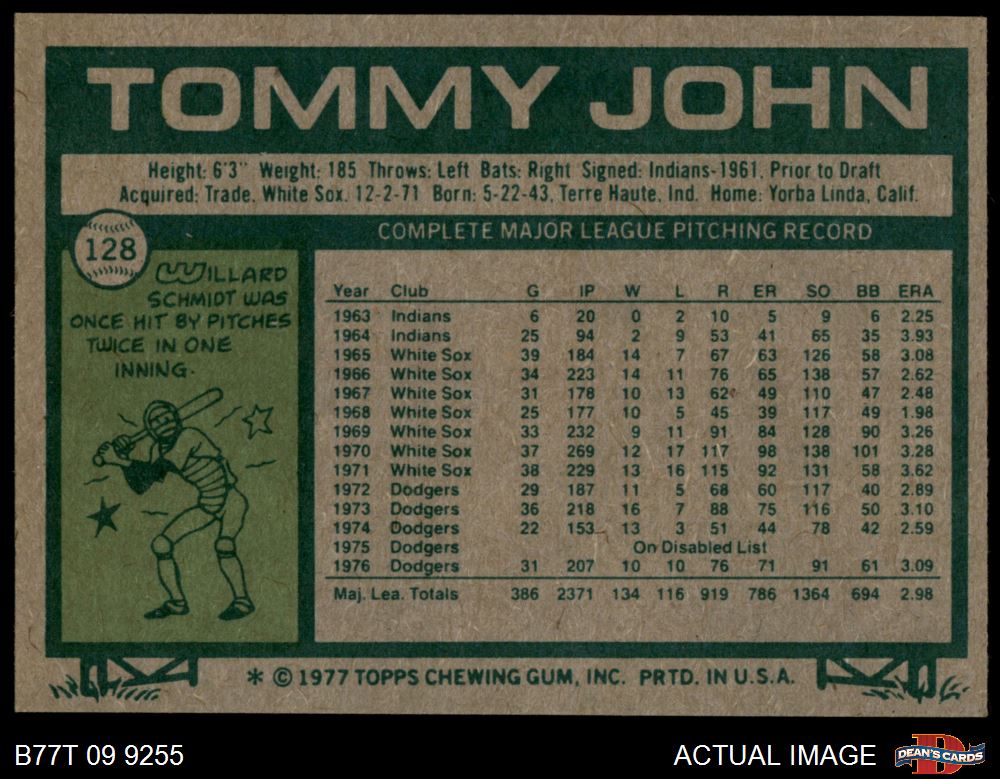 TOMMY JOHN
Height: 6'3" Weight: 185 Throws: Left Bats: Right Signed: Indians-1961, Prior to Draft
Acquired: Trade, White Sox, 12-2-71 Born: 5-22-43, Terre Haute, Ind. Home: Yorba Linda, Calif.
128
WILLARD
SCHMIDT WAS
ONCE HIT BY PITCHES
TWICE IN ONE
INNING.
COMPLETE MAJOR LEAGUE PITCHING RECORD
Year Club G IP W L R ER SO BB ERA
1963 Indians 6 20 0 2 10 5 9 6 2.25
1964 Indians 25 94 2 9 53 41 65 35 3.93
1965 White Sox 39 184 14 7 67 63 126 58 3.08
1966 White Sox 34 223 14 11 76 65 138 57 2.62
1967 White Sox 31 178 10 13 62 49 110 47 2.48
1968 White Sox 25 177 10 5 45 39 117 49 1.98
1969 White Sox 33 232 9 11 91 84 128 90 3.26
1970 White Sox 37 269 12 17 117 98 138 101 3.28
1971 White Sox 38 229 13 16 115 92 131 58 3.62
1972 Dodgers 29 187 11 5 68 60 117 40 2.89
1973 Dodgers 36 218 16 7 88 75 116 50 3.10
1974 Dodgers 22 153 13 3 51 44 78 42 2.59
1975 Dodgers On Disabled List
1976 Dodgers 31 207 10 10 76 71 91 61 3.09
Maj. Lea. Totals 386 2371 134 116 919 786 1364 694 2.98
* © 1977 TOPPS CHEWING GUM, INC. PRTD. IN U.S.A.
B77T 09 9255
ACTUAL IMAGE
DEAN'S CARDS